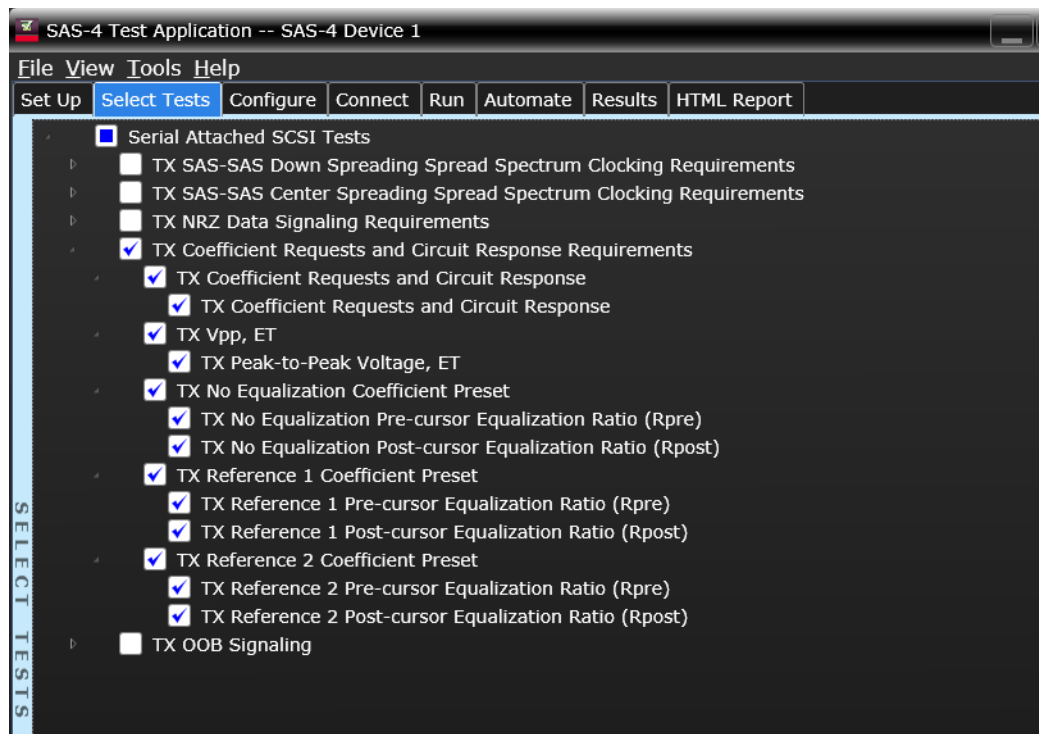 SAS-4 Test Application -- SAS-4 Device 1
File View Tools Help
Set Up Select Tests Configure Connect Run Automate Results HTML Report
Serial Attached SCSI Tests
TX SAS-SAS Down Spreading Spread Spectrum Clocking Requirements
TX SAS-SAS Center Spreading Spread Spectrum Clocking Requirements
TX NRZ Data Signaling Requirements
TX Coefficient Requests and Circuit Response Requirements
TX Coefficient Requests and Circuit Response
TX Coefficient Requests and Circuit Response
TX Vpp, ET
TX Peak-to-Peak Voltage, ET
TX No Equalization Coefficient Preset
TX No Equalization Pre-cursor Equalization Ratio (Rpre)
TX No Equalization Post-cursor Equalization Ratio (Rpost)
TX Reference 1 Coefficient Preset
TX Reference 1 Pre-cursor Equalization Ratio (Rpre)
TX Reference 1 Post-cursor Equalization Ratio (Rpost)
TX Reference 2 Coefficient Preset
TX Reference 2 Pre-cursor Equalization Ratio (Rpre)
TX Reference 2 Post-cursor Equalization Ratio (Rpost)
TX OOB Signaling
SELECT TESTS